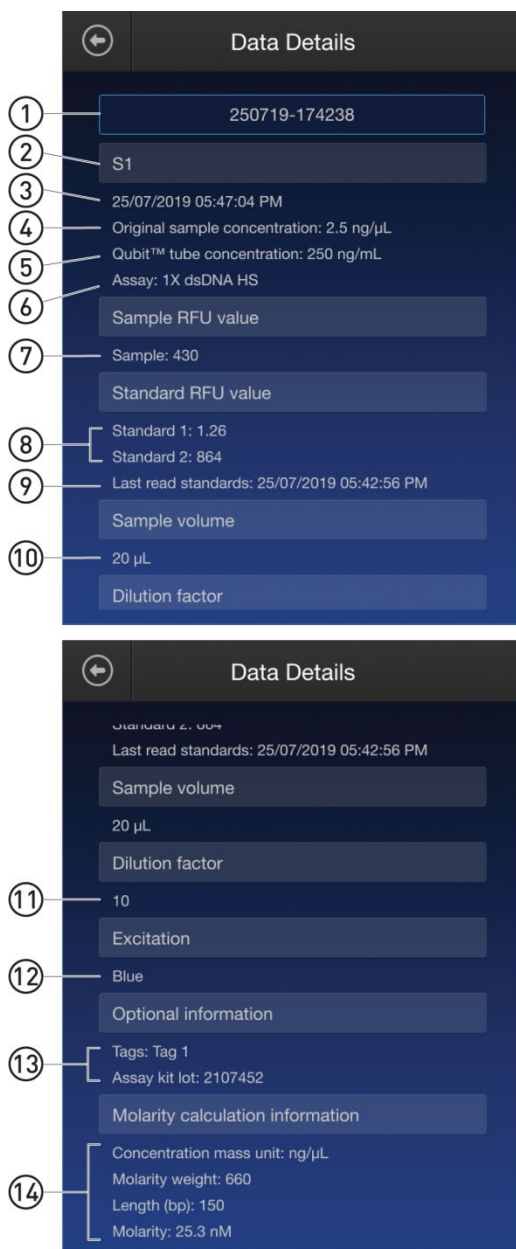 Data Details
1 250719-174238
2 S1
3 25/07/2019 05:47:04 PM
4 Original sample concentration: 2.5 ng/µL
5 Qubit™ tube concentration: 250 ng/mL
6 Assay: 1X dsDNA HS
Sample RFU value
7 Sample: 430
Standard RFU value
8 Standard 1: 1.26
Standard 2: 864
9 Last read standards: 25/07/2019 05:42:56 PM
Sample volume
10 20 µL
Dilution factor
Data Details
Standard 2: 864
Last read standards: 25/07/2019 05:42:56 PM
Sample volume
20 µL
Dilution factor
11 10
Excitation
12 Blue
Optional information
13 Tags: Tag 1
Assay kit lot: 2107452
Molarity calculation information
14 Concentration mass unit: ng/µL
Molarity weight: 660
Length (bp): 150
Molarity: 25.3 nM